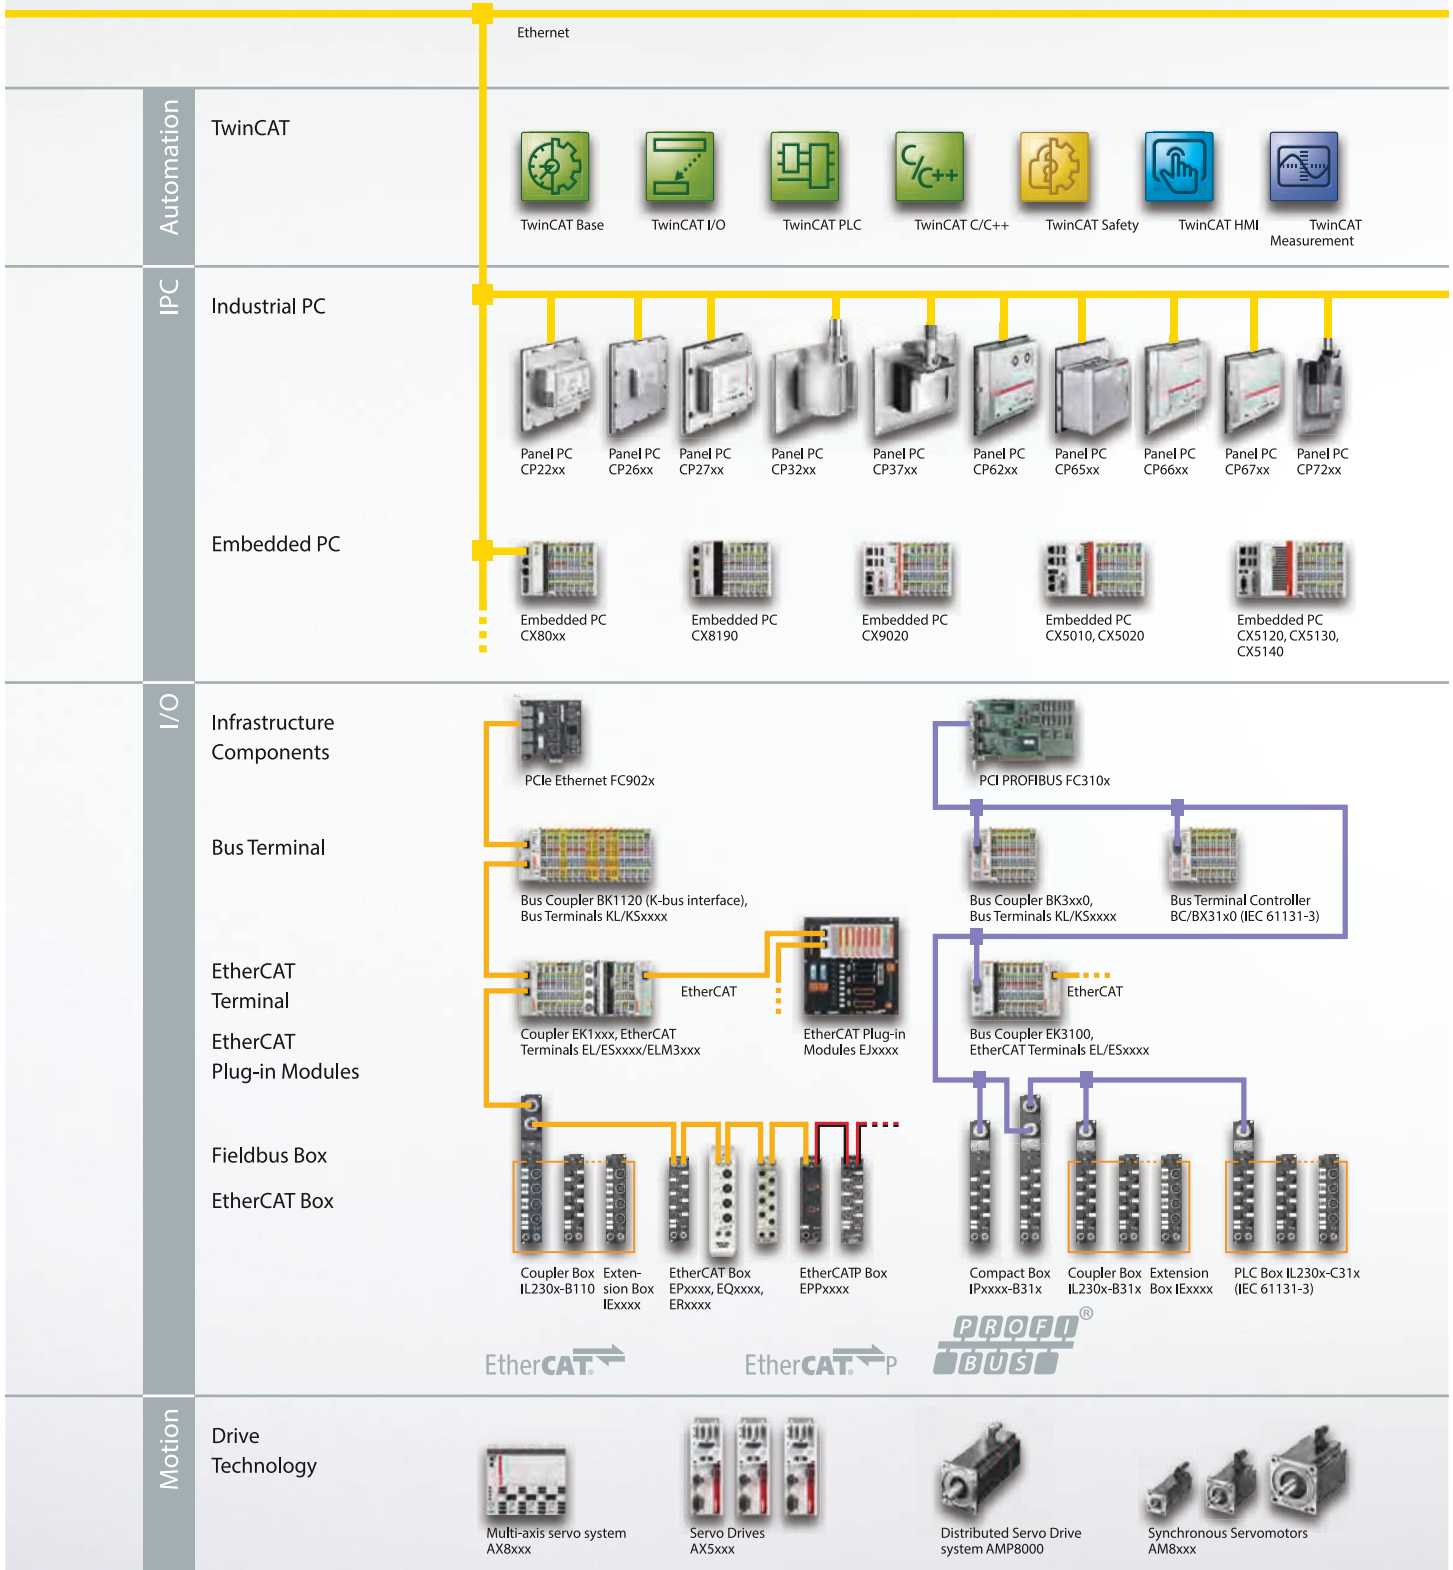 Ethernet
Automation
TwinCAT
TwinCAT Base
TwinCAT I/O
TwinCAT PLC
C/C++
TwinCAT C/C++
TwinCAT Safety
TwinCAT HMI
TwinCAT
Measurement
IPC
Industrial PC
Panel PC
CP22xx
Panel PC
CP26xx
Panel PC
CP27xx
Panel PC
CP32xx
Panel PC
CP37xx
Panel PC
CP62xx
Panel PC
CP65xx
Panel PC
CP66xx
Panel PC
CP67xx
Panel PC
CP72xx
Embedded PC
Embedded PC
CX80xx
Embedded PC
CX8190
Embedded PC
CX9020
Embedded PC
CX5010, CX5020
Embedded PC
CX5120, CX5130,
CX5140
I/O
Infrastructure
Components
PCIe Ethernet FC902x
PCI PROFIBUS FC310x
Bus Terminal
Bus Coupler BK1120 (K-bus interface),
Bus Terminals KL/KSxxxx
Bus Coupler BK3xx0,
Bus Terminals KL/KSxxxx
Bus Terminal Controller
BC/BX31x0 (IEC 61131-3)
EtherCAT
Terminal
EtherCAT
Plug-in Modules
EtherCAT
Coupler EK1xxx, EtherCAT
Terminals EL/ESxxxx/ELM3xxx
EtherCAT Plug-in
Modules EJxxxx
EtherCAT
Bus Coupler EK3100,
EtherCAT Terminals EL/ESxxxx
Fieldbus Box
EtherCAT Box
Coupler Box
IL230x-B110
Exten-
sion Box
IExxxx
EtherCAT Box
EPxxxx, EQxxxx,
ERxxxx
EtherCATP Box
EPPxxxx
Compact Box
IPxxxx-B31x
Coupler Box
IL230x-B31x
Extension
Box IExxxx
PLC Box IL230x-C31x
(IEC 61131-3)
EtherCAT®
EtherCAT® P
PROFI®
BUS
Motion
Drive
Technology
Multi-axis servo system
AX8xxx
Servo Drives
AX5xxx
Distributed Servo Drive
system AMP8000
Synchronous Servomotors
AM8xxx